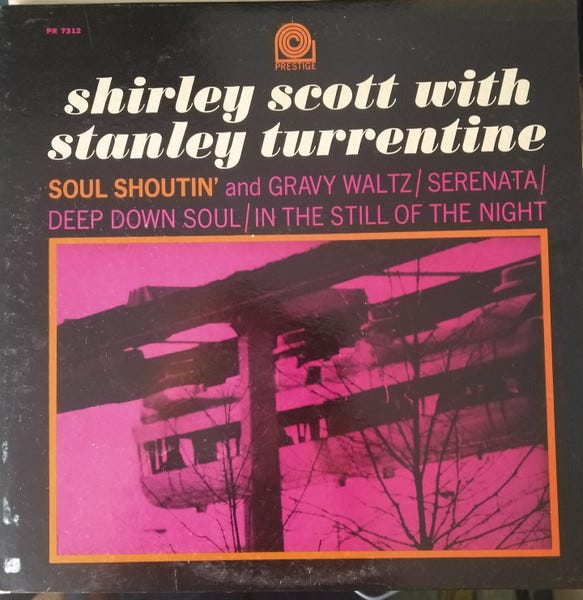 PR 7312
PRESTIGE
shirley scott with
stanley turrentine
SOUL SHOUTIN' and GRAVY WALTZ/SERENATA/
DEEP DOWN SOUL/IN THE STILL OF THE NIGHT